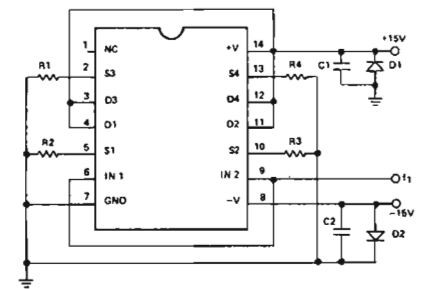 1 NC +V 14 +15V
R1 2 S3 S4 13 R4 C1 D1
3 D3 D4 12
4 D1 D2 11
R2 5 S1 S2 10 R3
6 IN 1 IN 2 9 f1
7 GND -V 8 -15V
C2 D2